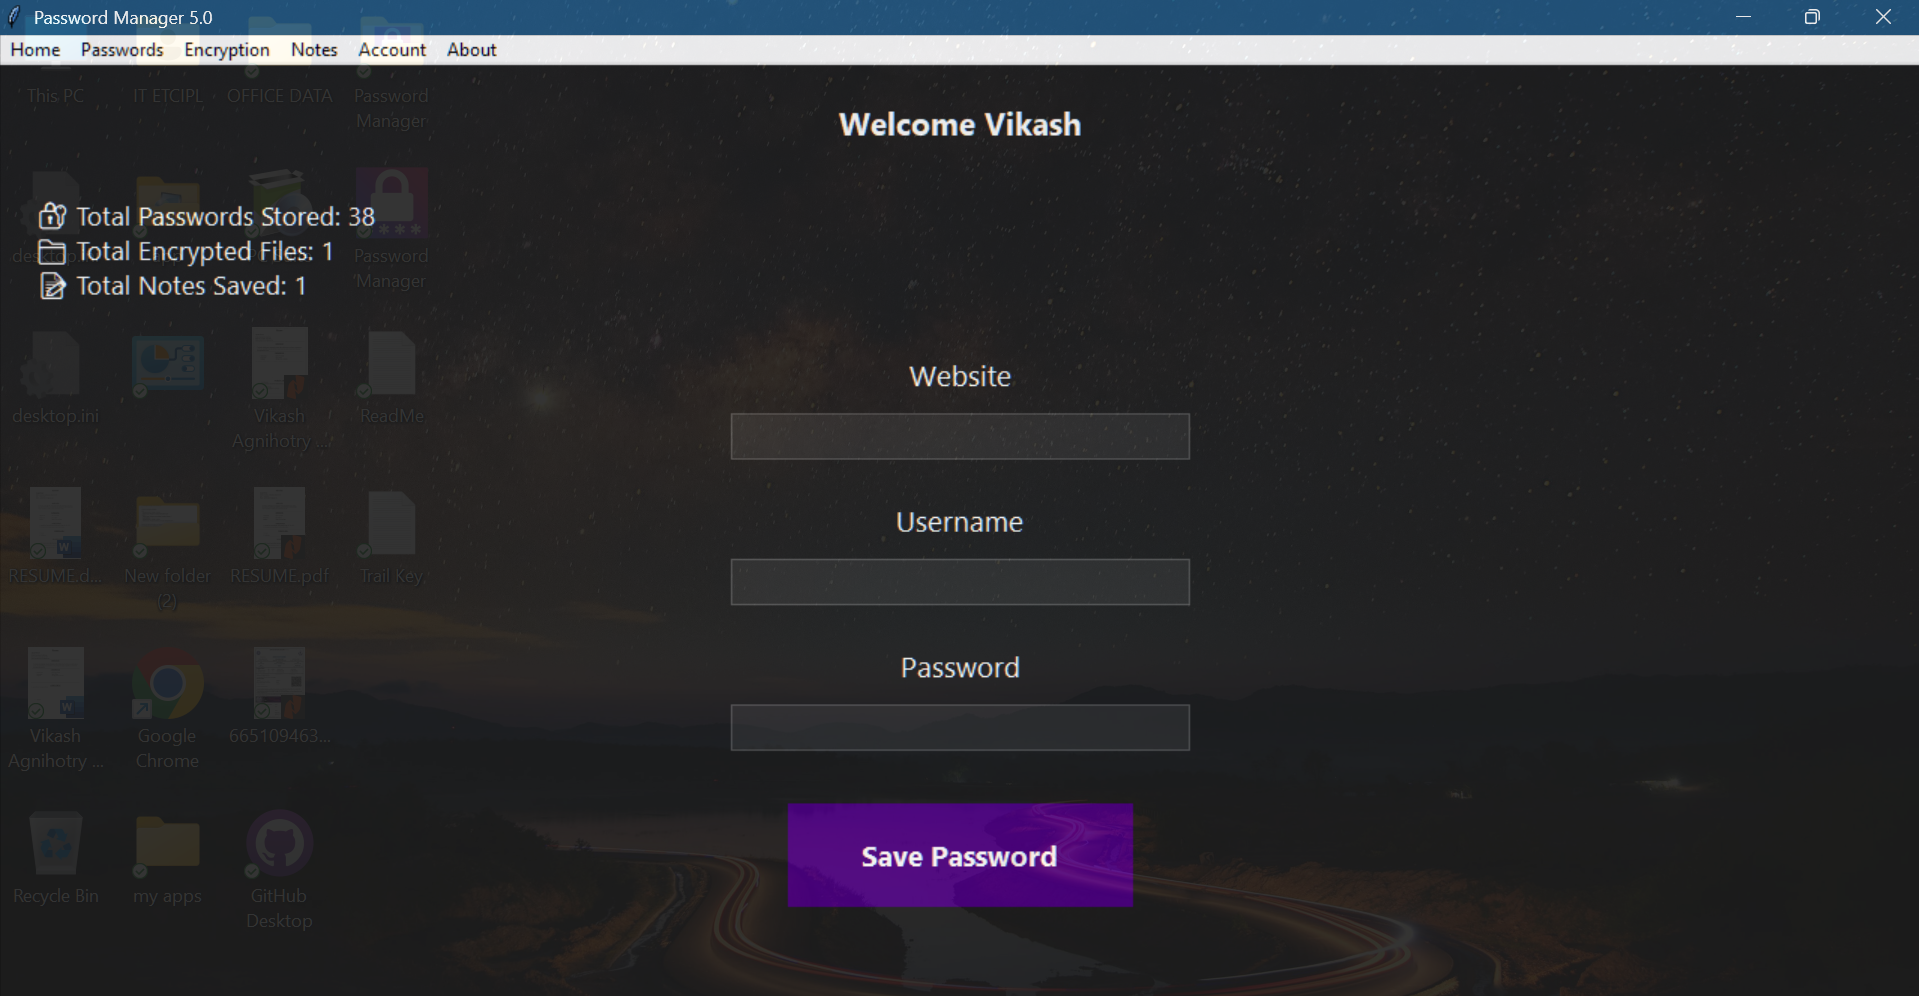 Password Manager 5.0
Home Passwords Encryption Notes Account About
This PC IT ETCIPL OFFICE DATA Password
Manager
Welcome Vikash
Total Passwords Stored: 38
Total Encrypted Files: 1
Total Notes Saved: 1
Password
Manager
Website
desktop.ini Vikash
Agnihotry ... ReadMe
Username
RESUME.d... New folder
(2) RESUME.pdf Trail Key
Password
Vikash
Agnihotry ... Google
Chrome 665109463...
Save Password
Recycle Bin my apps GitHub
Desktop